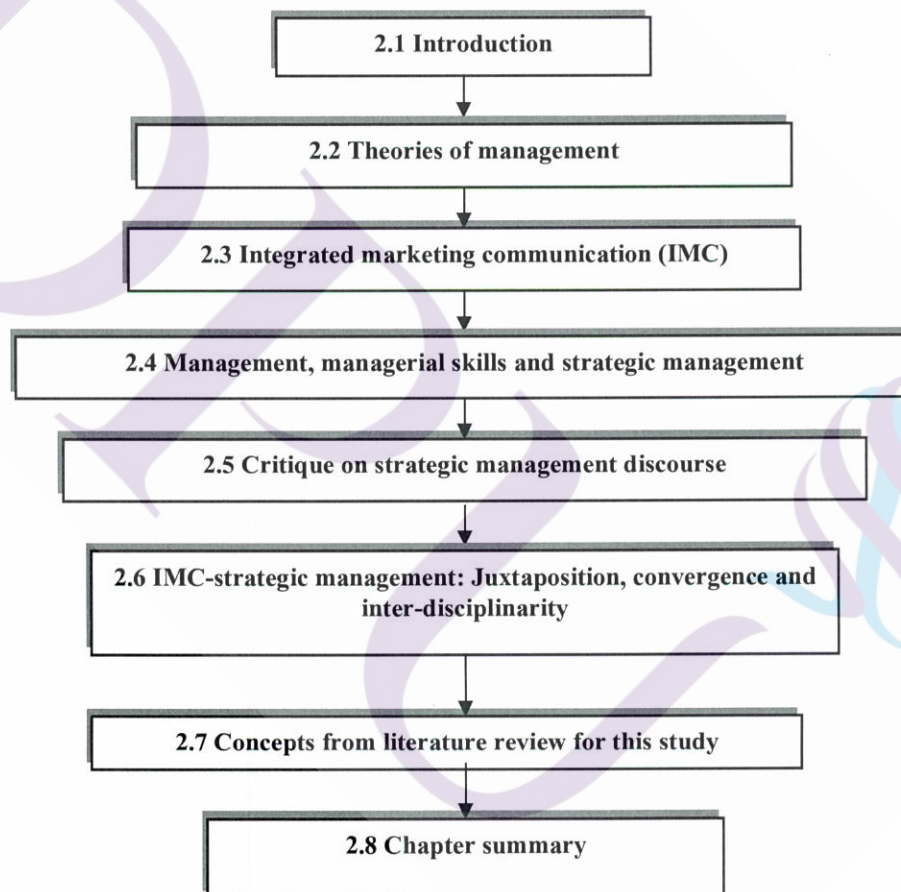 2.1 Introduction
2.2 Theories of management
2.3 Integrated marketing communication (IMC)
2.4 Management, managerial skills and strategic management
2.5 Critique on strategic management discourse
2.6 IMC-strategic management: Juxtaposition, convergence and
inter-disciplinarity
2.7 Concepts from literature review for this study
2.8 Chapter summary